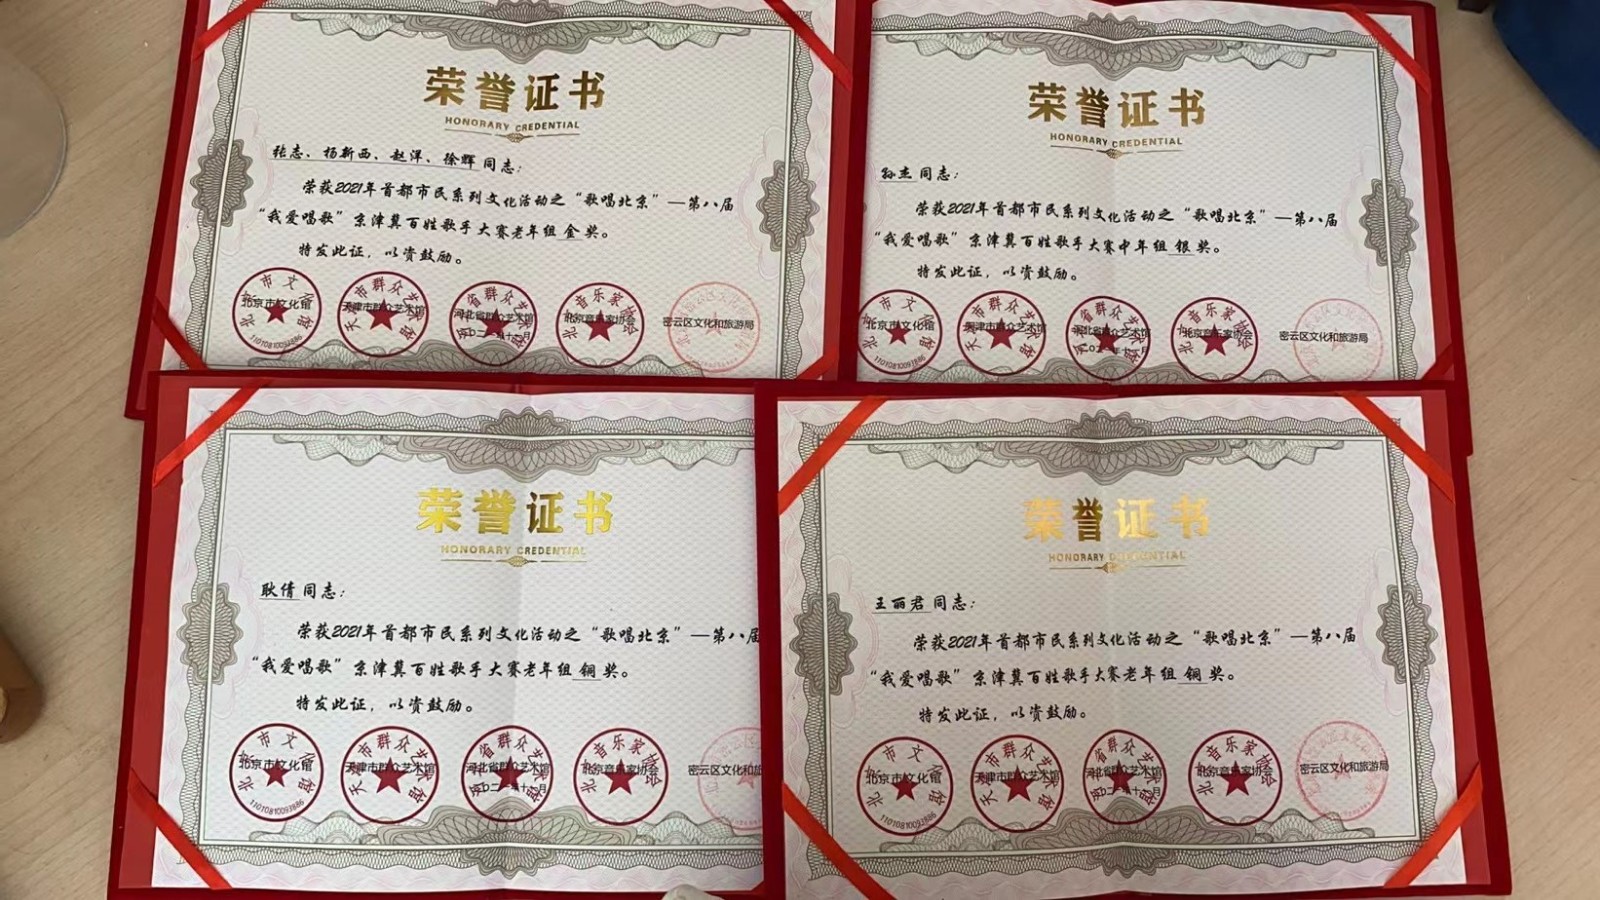 荣誉证书
HONORARY CREDENTIAL
张志、杨新西、赵洋、徐辉同志：
荣获2021年首都市民系列文化活动之“歌唱北京”—第八届
“我爱唱歌”京津冀百姓歌手大赛老年组金奖。
特发此证，以资鼓励。
北京市文化馆
天津市群众艺术馆
河北省群众艺术馆
北京音乐家协会
密云区文化和旅游局
二〇二一年十二月
荣誉证书
HONORARY CREDENTIAL
孙杰同志：
荣获2021年首都市民系列文化活动之“歌唱北京”—第八届
“我爱唱歌”京津冀百姓歌手大赛中年组银奖。
特发此证，以资鼓励。
北京市文化馆
天津市群众艺术馆
河北省群众艺术馆
北京音乐家协会
密云区文化和旅游局
荣誉证书
HONORARY CREDENTIAL
耿倩同志：
荣获2021年首都市民系列文化活动之“歌唱北京”—第八届
“我爱唱歌”京津冀百姓歌手大赛老年组铜奖。
特发此证，以资鼓励。
北京市文化馆
天津市群众艺术馆
河北省群众艺术馆
北京音乐家协会
密云区文化和旅
荣誉证书
HONORARY CREDENTIAL
王丽君同志：
荣获2021年首都市民系列文化活动之“歌唱北京”—第八届
“我爱唱歌”京津冀百姓歌手大赛老年组铜奖。
特发此证，以资鼓励。
北京市文化馆
天津市群众艺术馆
河北省群众艺术馆
北京音乐家协会
密云区文化和旅游局